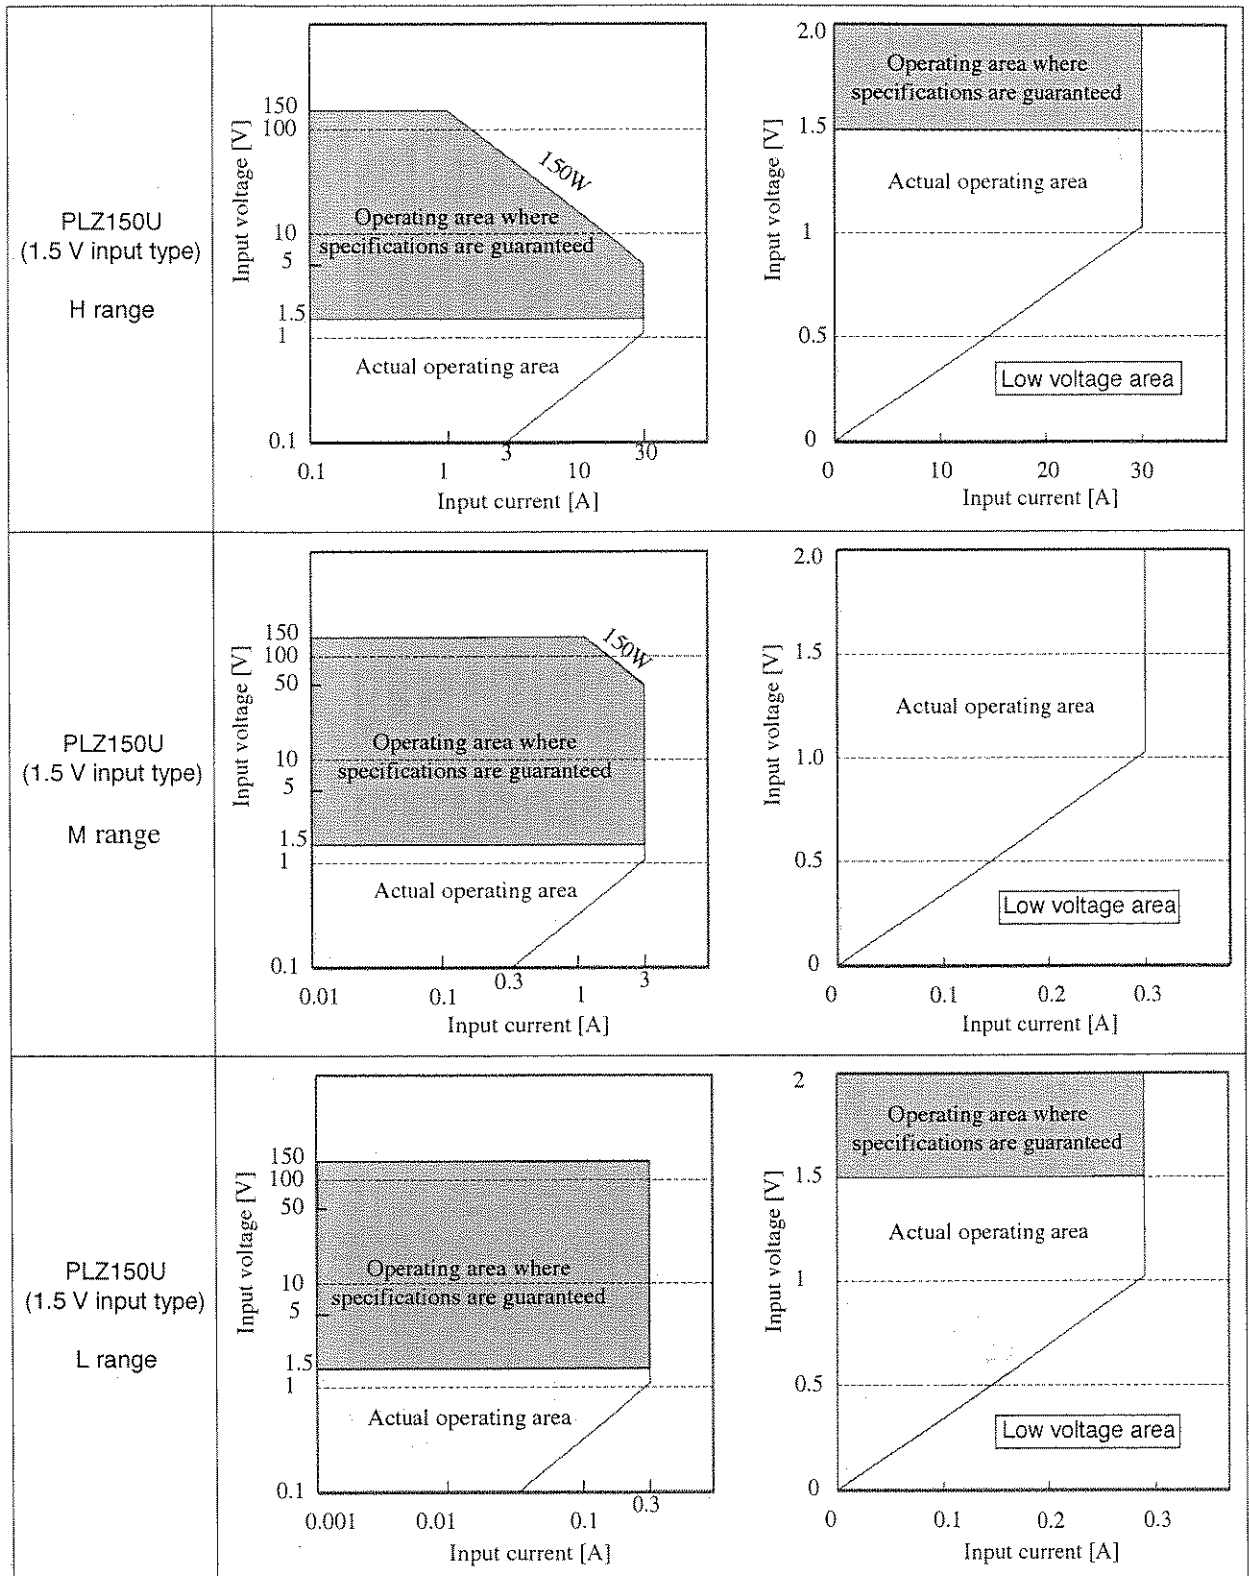 PLZ150U
(1.5 V input type)
H range
Input voltage [V]
150
100
10
5
1.5
1
0.1
150W
Operating area where
specifications are guaranteed
Actual operating area
3
30
0.1
1
10
Input current [A]
Input voltage [V]
2.0
1.5
1
0.5
0
Operating area where
specifications are guaranteed
Actual operating area
Low voltage area
0
10
20
30
Input current [A]
PLZ150U
(1.5 V input type)
M range
Input voltage [V]
150
100
50
10
5
1.5
1
0.1
150W
Operating area where
specifications are guaranteed
Actual operating area
0.01
0.1
0.3
1
3
Input current [A]
Input voltage [V]
2.0
1.5
1.0
0.5
0
Actual operating area
Low voltage area
0
0.1
0.2
0.3
Input current [A]
PLZ150U
(1.5 V input type)
L range
Input voltage [V]
150
100
50
10
5
1.5
1
0.1
Operating area where
specifications are guaranteed
Actual operating area
0.3
0.001
0.01
0.1
Input current [A]
Input voltage [V]
2
1.5
1
0.5
0
Operating area where
specifications are guaranteed
Actual operating area
Low voltage area
0
0.1
0.2
0.3
Input current [A]